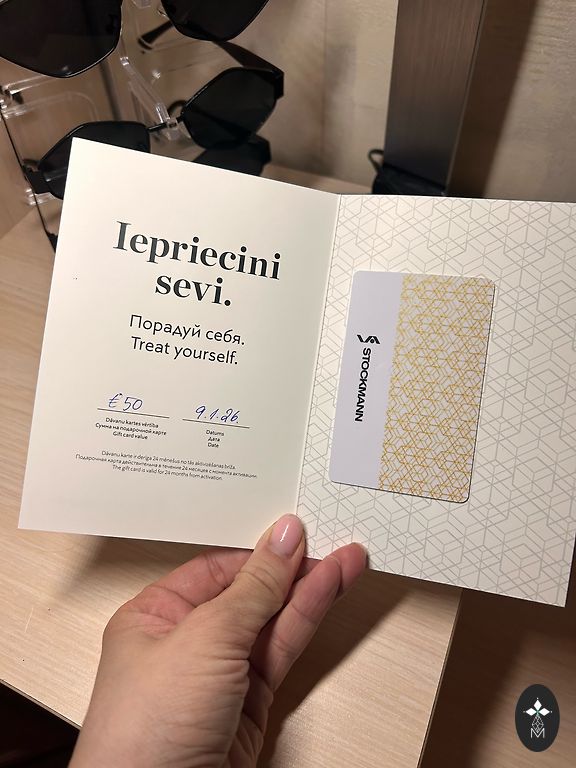 Iepriecini
sevi.
Порадуй себя.
Treat yourself.
€50
Dāvanu kartes vērtība
Сумма на подарочной карте
Gift card value
9.1.26.
Datums
Дата
Date
Dāvanu karte ir derīga 24 mēnešus no tās aktivizēšanas brīža.
Подарочная карта действительна в течение 24 месяцев с момента активации.
The gift card is valid for 24 months from activation.
STOCKMANN
M